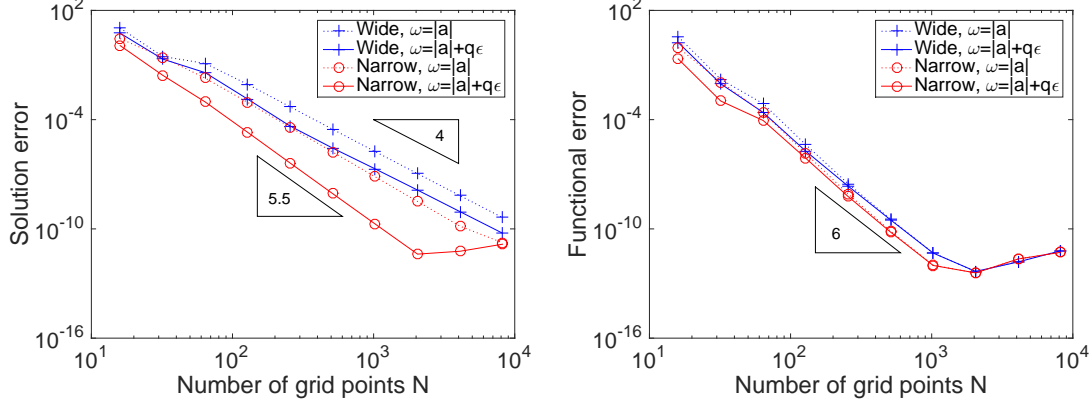 10^2
10^-4
10^-10
10^-16
10^1
10^2
10^3
10^4
Solution error
Number of grid points N
Wide, ω=|a|
Wide, ω=|a|+qϵ
Narrow, ω=|a|
Narrow, ω=|a|+qϵ
4
5.5
10^2
10^-4
10^-10
10^-16
10^1
10^2
10^3
10^4
Functional error
Number of grid points N
Wide, ω=|a|
Wide, ω=|a|+qϵ
Narrow, ω=|a|
Narrow, ω=|a|+qϵ
6